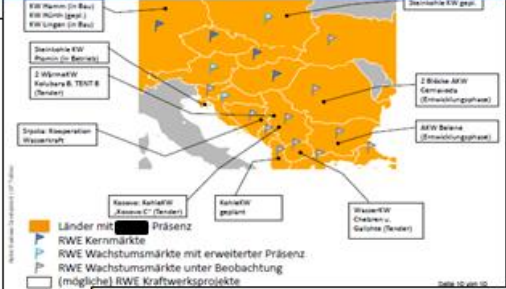 KW Hamm (in Bau)
KW Hürth (gepl.)
KW Lingen (in Bau)
Steinkohle KW gepl.
Steinkohle KW
Plomin (in Betrieb)
2 WärmeKW
Kolubara B, TENT B
(Tender)
2 Blöcke AKW
Cernavoda
(Entwicklungsphase)
Srpska: Kooperation
Wasserkraft
AKW Belene
(Entwicklungsphase)
Kosovo: KohleKW
„Kosovo C" (Tender)
KohleKW
geplant
WasserKW
Chebren u.
Galishte (Tender)
Länder mit Präsenz
RWE Kernmärkte
RWE Wachstumsmärkte mit erweiterter Präsenz
RWE Wachstumsmärkte unter Beobachtung
(mögliche) RWE Kraftwerksprojekte
Seite 10 von 10